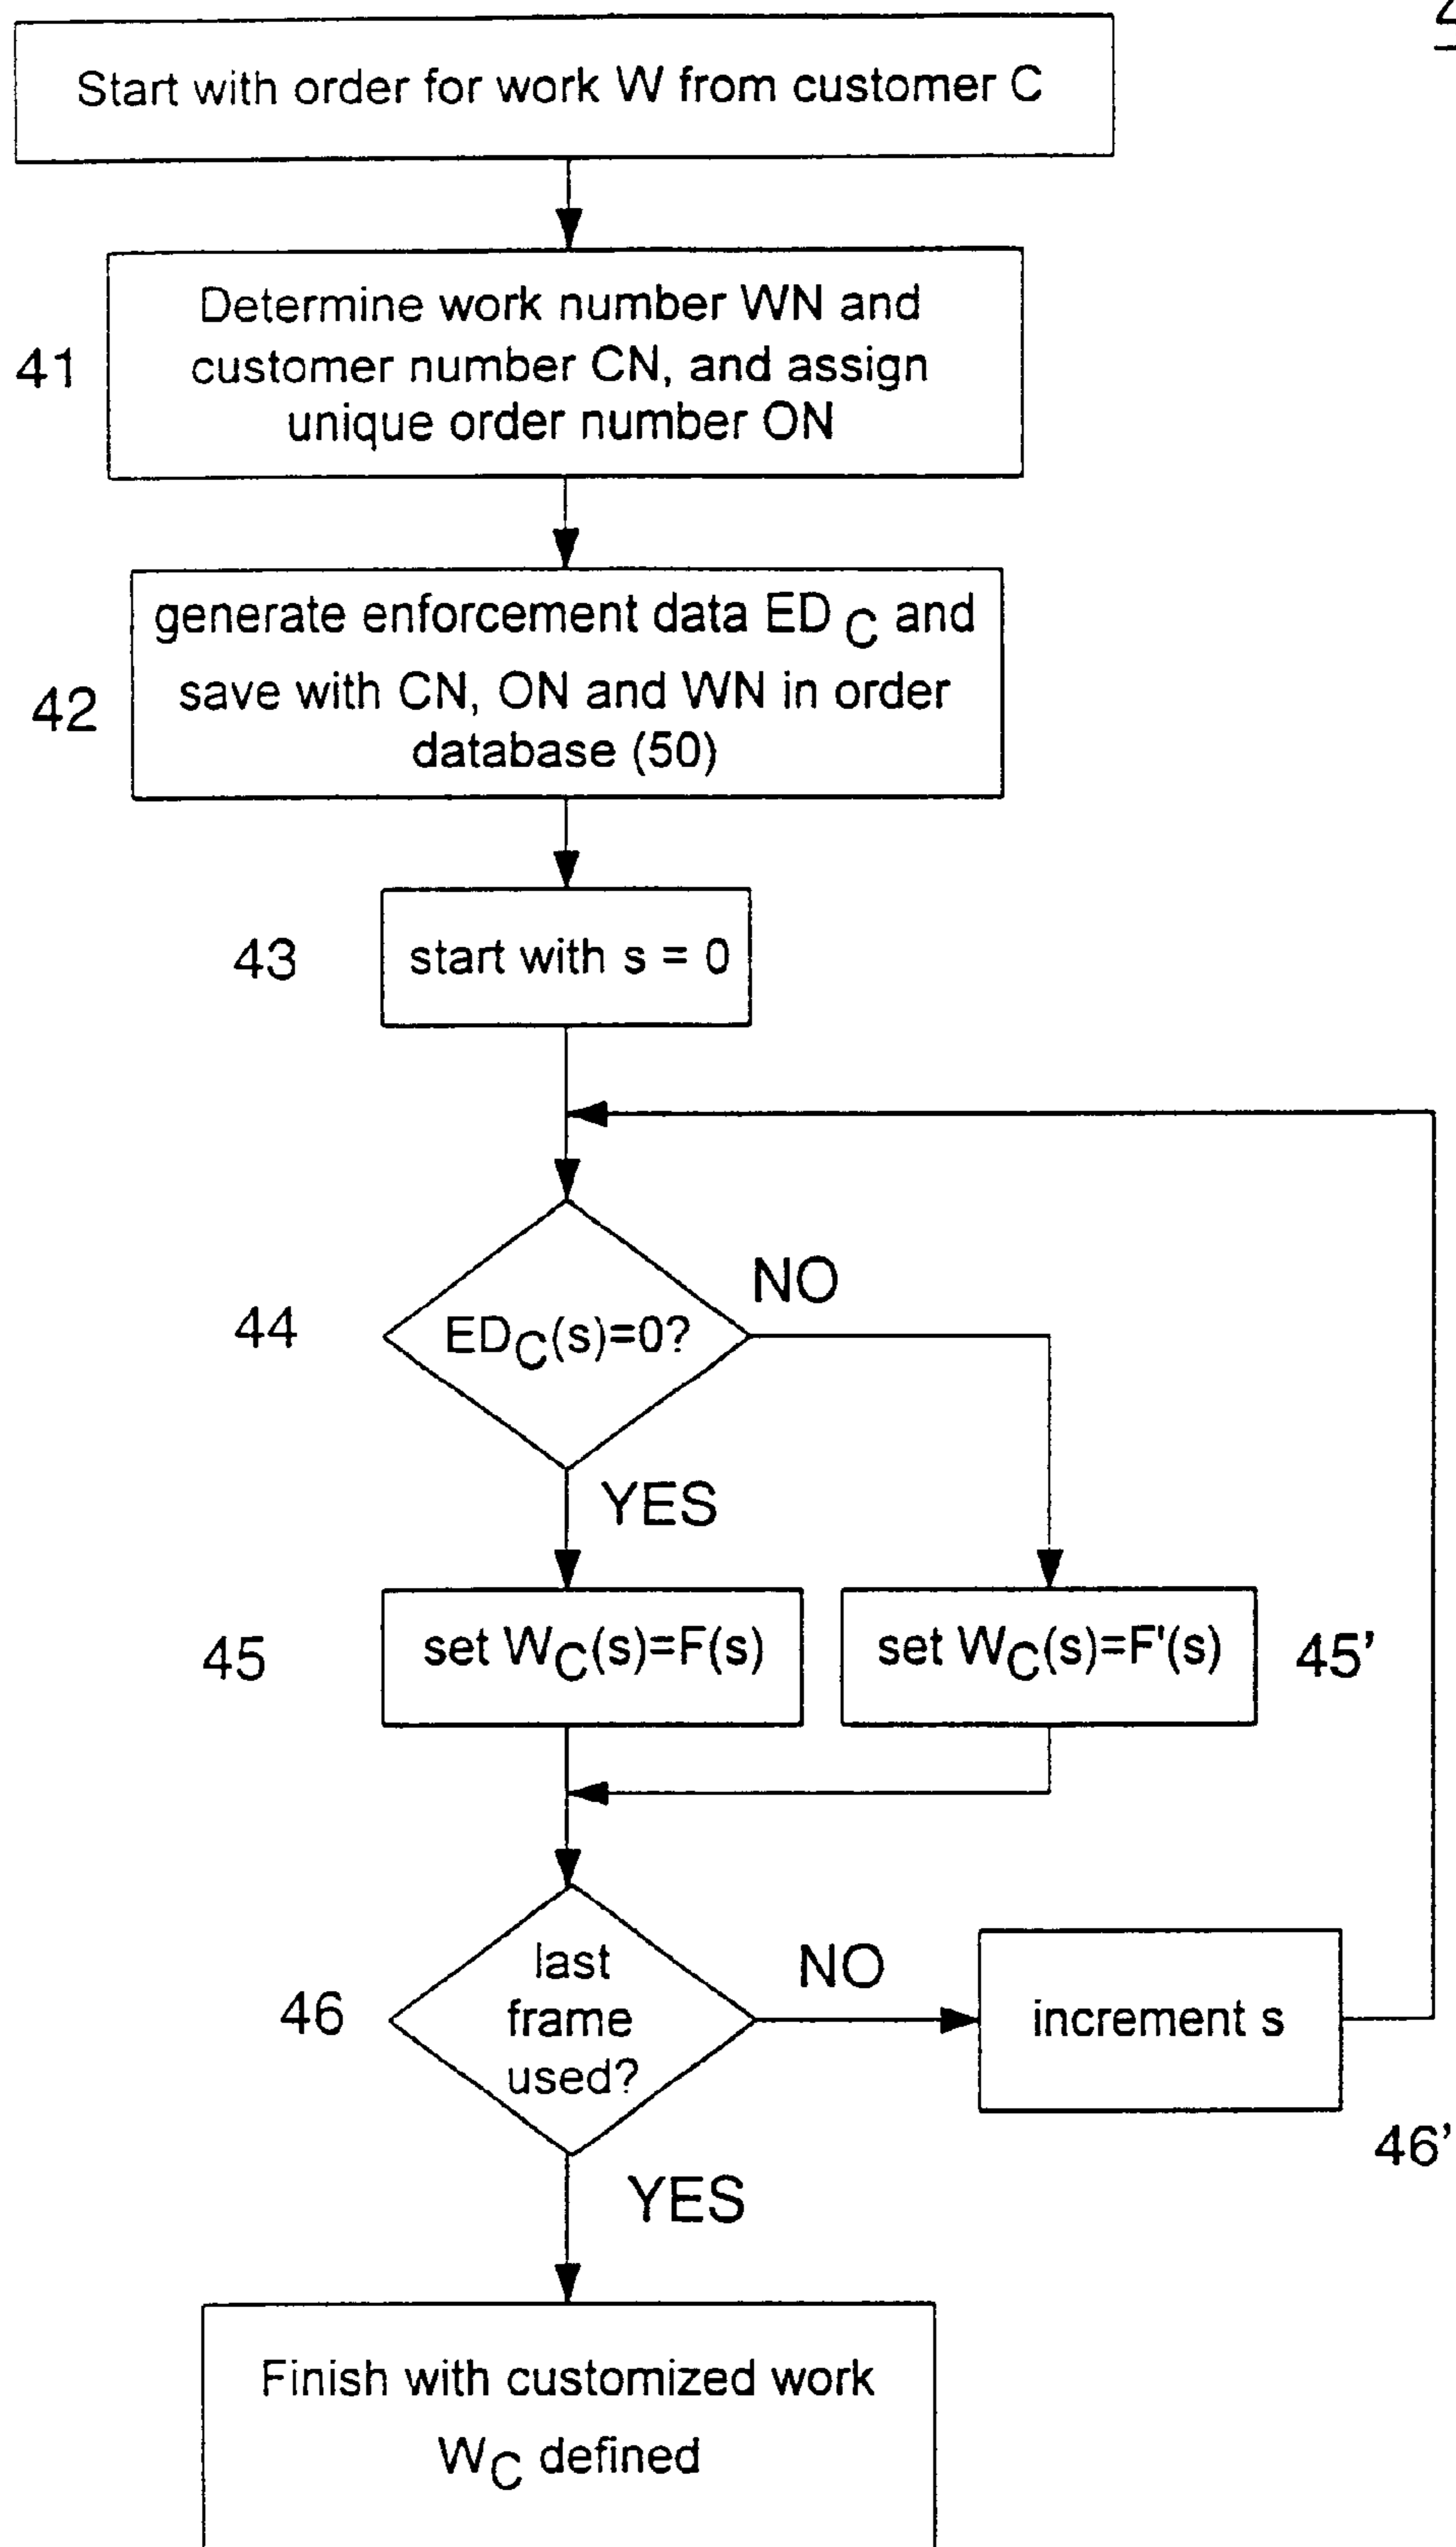 Start with order for work W from customer C
Determine work number WN and
41
customer number CN, and assign
unique order number ON
generate enforcement data ED C and
42
save with CN, ON and WN in order
database (50)
43
start with s = 0
NO
44
EDC(s)=0?
YES
45
set WC(s)=F(s)
set WC(s)=F'(s)
45'
last
NO
46
frame
increment s
used?
46'
YES
Finish with customized work
WC defined